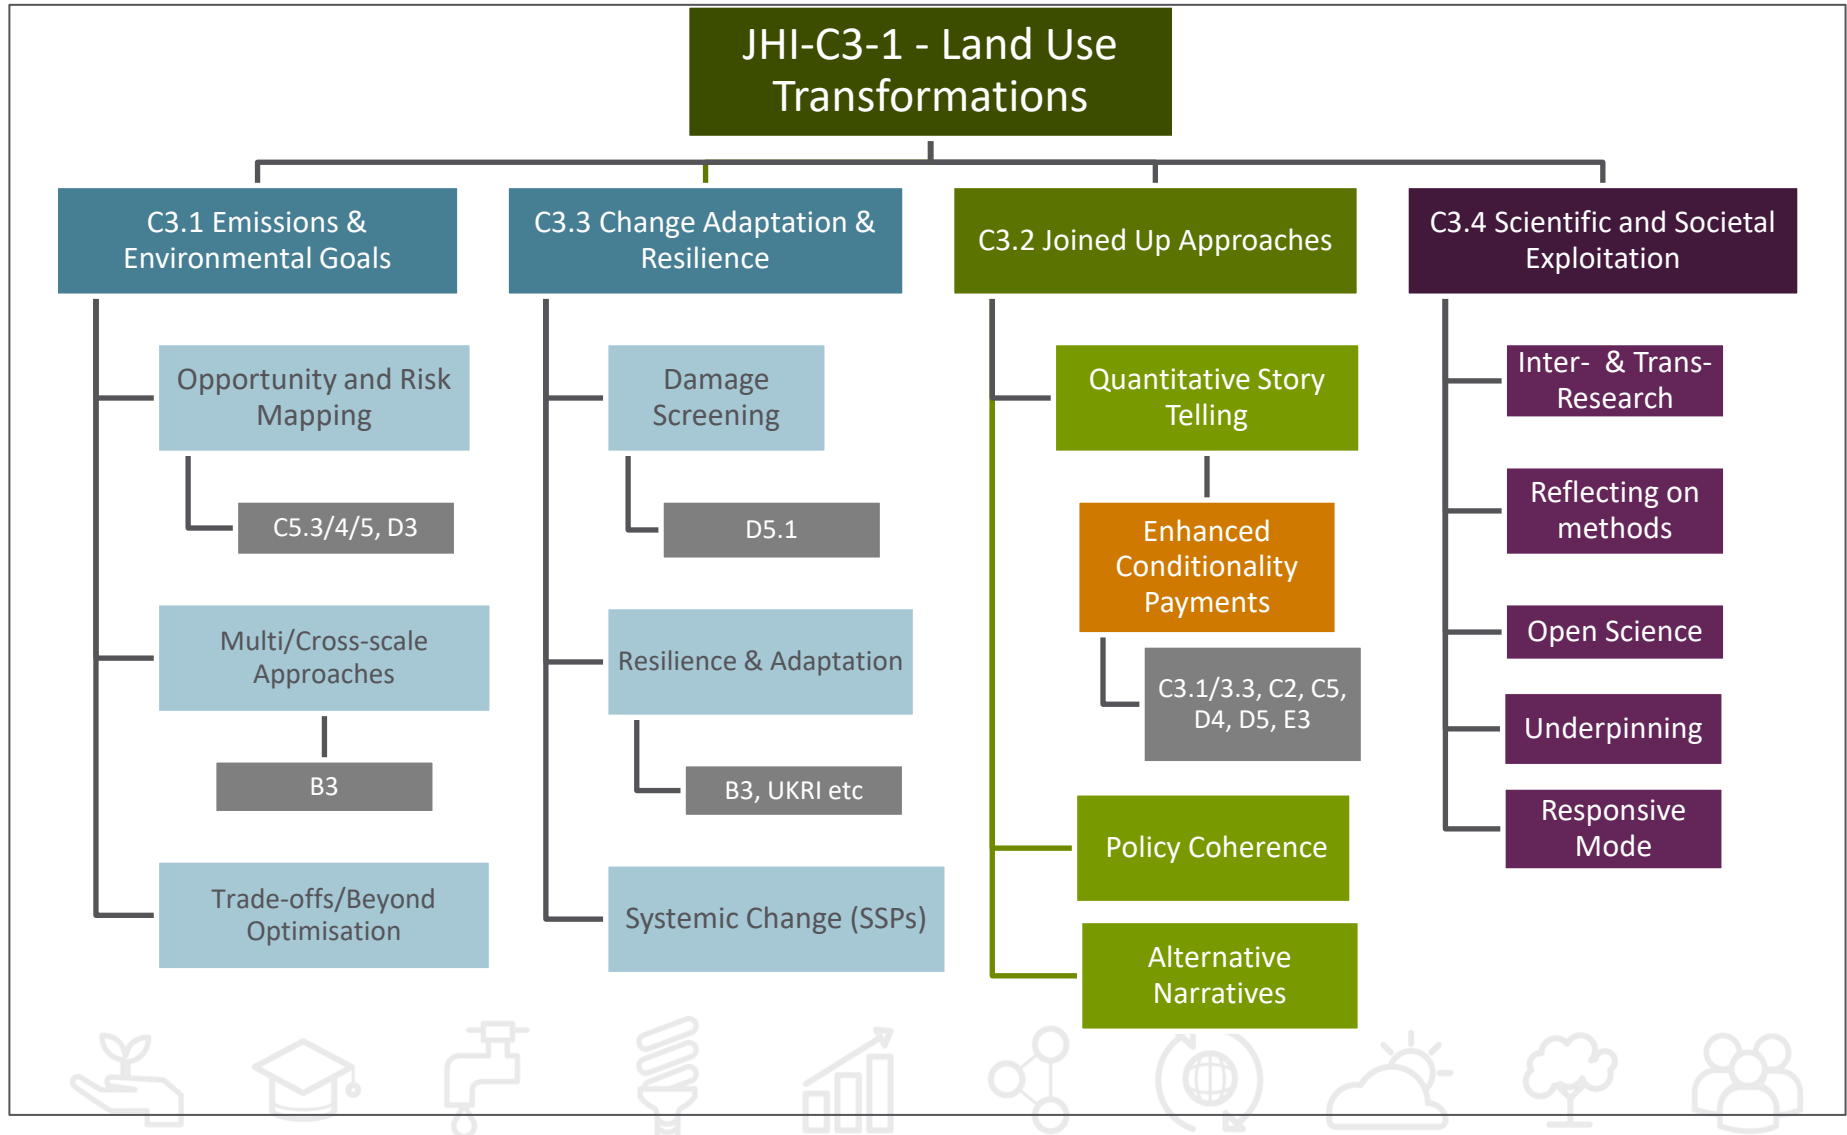 JHI-C3-1 - Land Use
Transformations
C3.1 Emissions &
Environmental Goals
Opportunity and Risk
Mapping
C5.3/4/5, D3
Multi/Cross-scale
Approaches
B3
Trade-offs/Beyond
Optimisation
C3.3 Change Adaptation &
Resilience
Damage
Screening
D5.1
Resilience & Adaptation
B3, UKRI etc
Systemic Change (SSPs)
C3.2 Joined Up Approaches
Quantitative Story
Telling
Enhanced
Conditionality
Payments
C3.1/3.3, C2, C5,
D4, D5, E3
Policy Coherence
Alternative
Narratives
C3.4 Scientific and Societal
Exploitation
Inter- & Trans-
Research
Reflecting on
methods
Open Science
Underpinning
Responsive
Mode